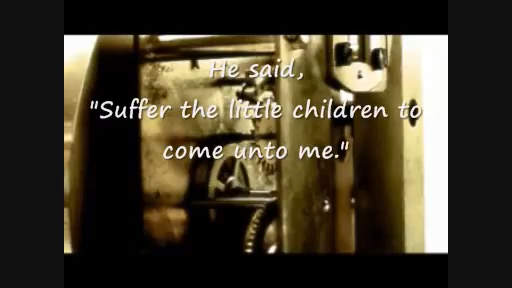 He said,
"Suffer the little children to
come unto me."